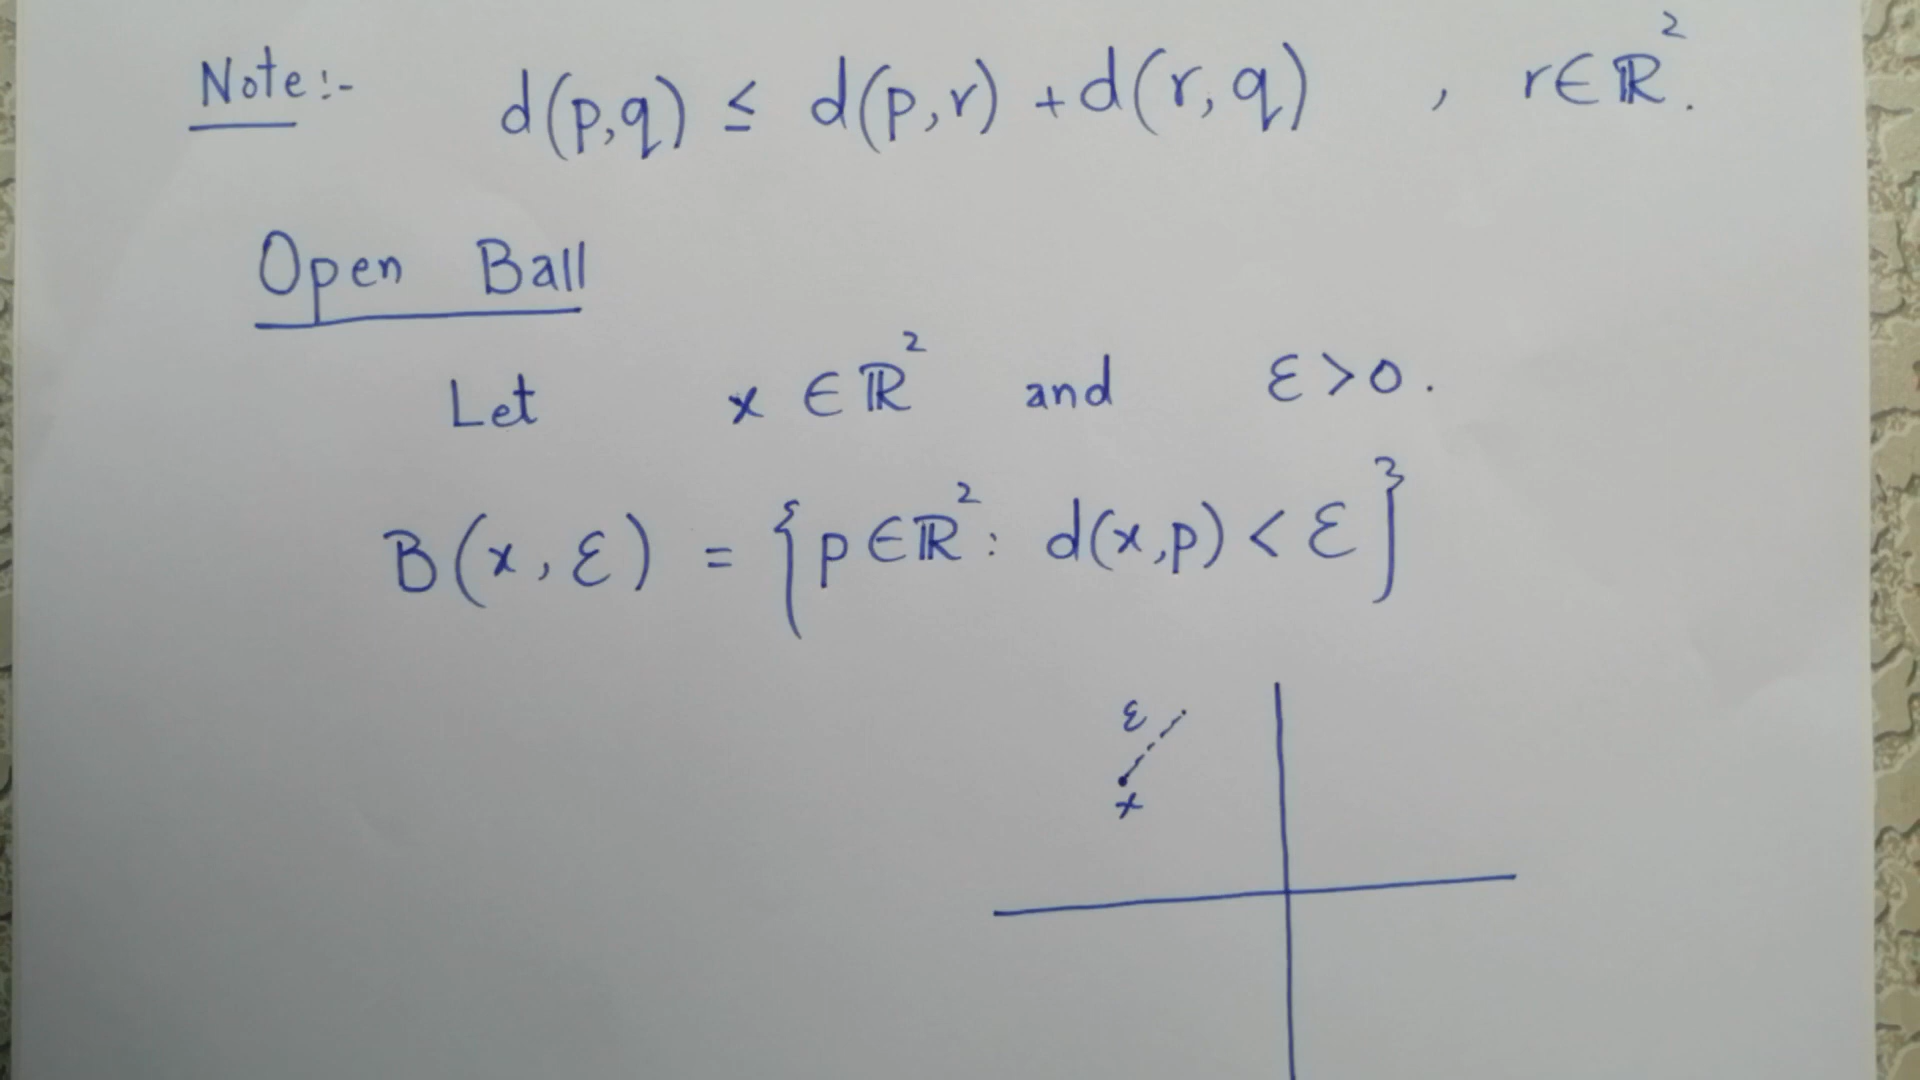 Note:- d(p,q) ≤ d(p,r) + d(r,q) , r∈ℝ².
Open Ball
Let x ∈ ℝ² and ε>0.
B(x,ε) = {p∈ℝ²: d(x,p) < ε}
ε
x